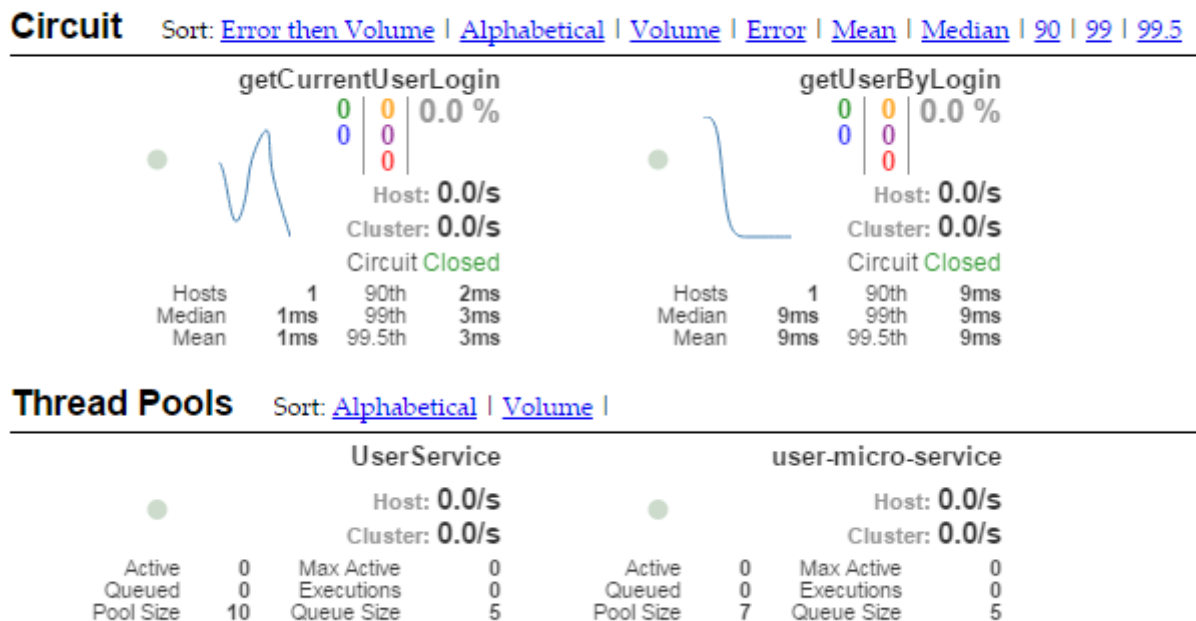 Circuit Sort: Error then Volume | Alphabetical | Volume | Error | Mean | Median | 90 | 99 | 99.5
getCurrentUserLogin
0 0 0.0 %
0 0
0
Host: 0.0/s
Cluster: 0.0/s
Circuit Closed
Hosts 1 90th 2ms
Median 1ms 99th 3ms
Mean 1ms 99.5th 3ms
getUserByLogin
0 0 0.0 %
0 0
0
Host: 0.0/s
Cluster: 0.0/s
Circuit Closed
Hosts 1 90th 9ms
Median 9ms 99th 9ms
Mean 9ms 99.5th 9ms
Thread Pools Sort: Alphabetical | Volume |
UserService
Host: 0.0/s
Cluster: 0.0/s
Active 0 Max Active 0
Queued 0 Executions 0
Pool Size 10 Queue Size 5
user-micro-service
Host: 0.0/s
Cluster: 0.0/s
Active 0 Max Active 0
Queued 0 Executions 0
Pool Size 7 Queue Size 5